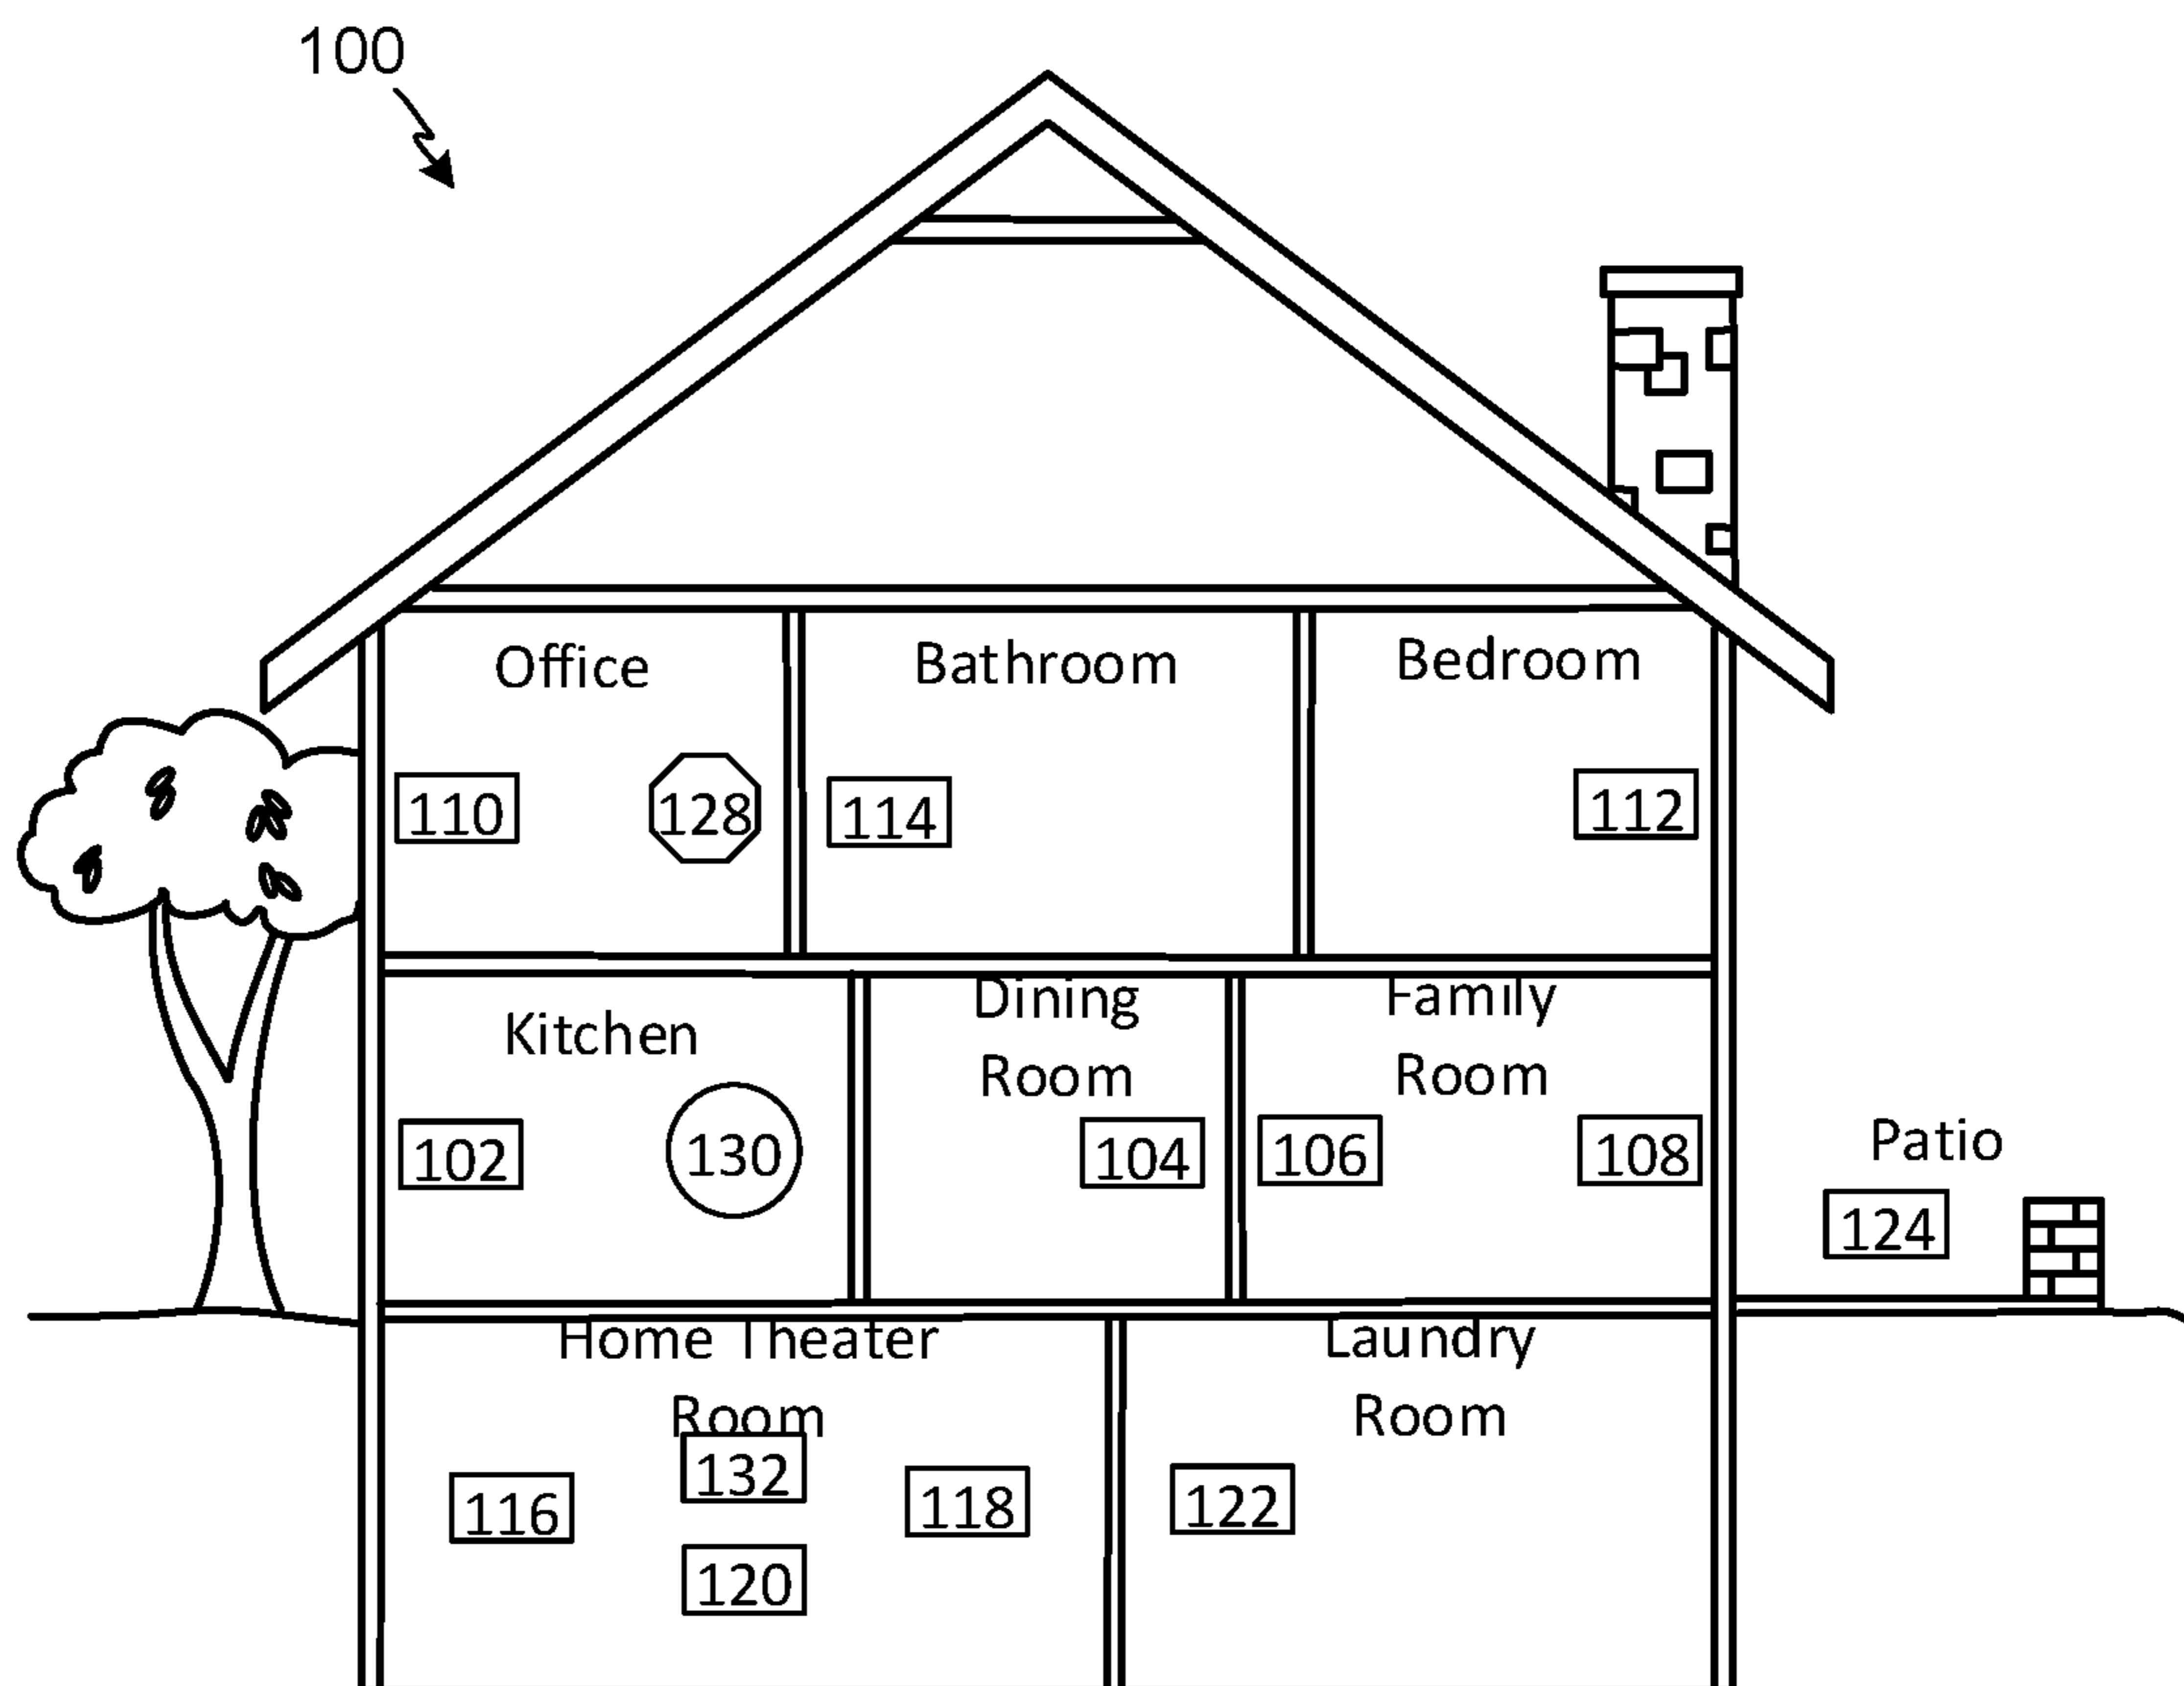 100
Office
Bathroom
Bedroom
110
128
114
112
Kitchen
Dining
Room
Family
Room
102
130
104
106
108
Patio
124
Home Theater
Room
Laundry
Room
132
116
118
122
120